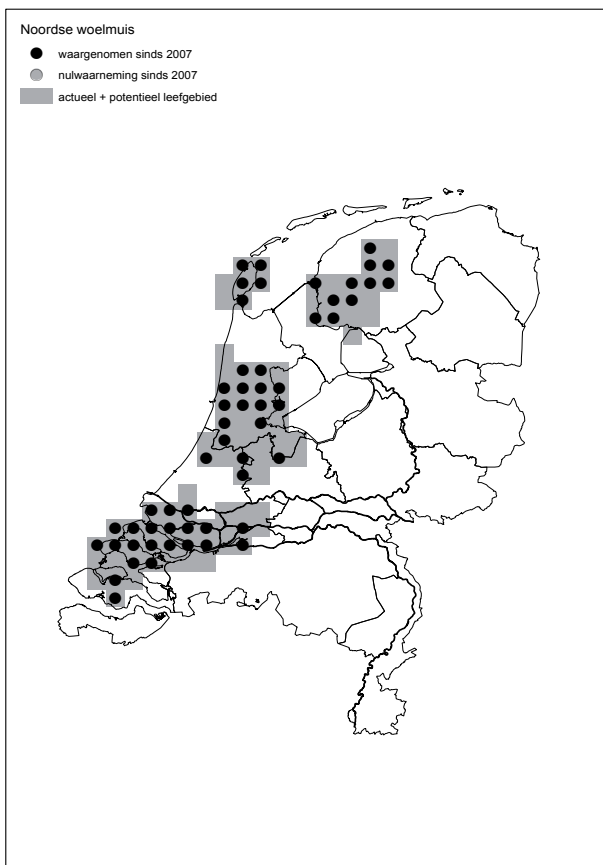 Noordse woelmuis
waargenomen sinds 2007
nulwaarneming sinds 2007
actueel + potentieel leefgebied